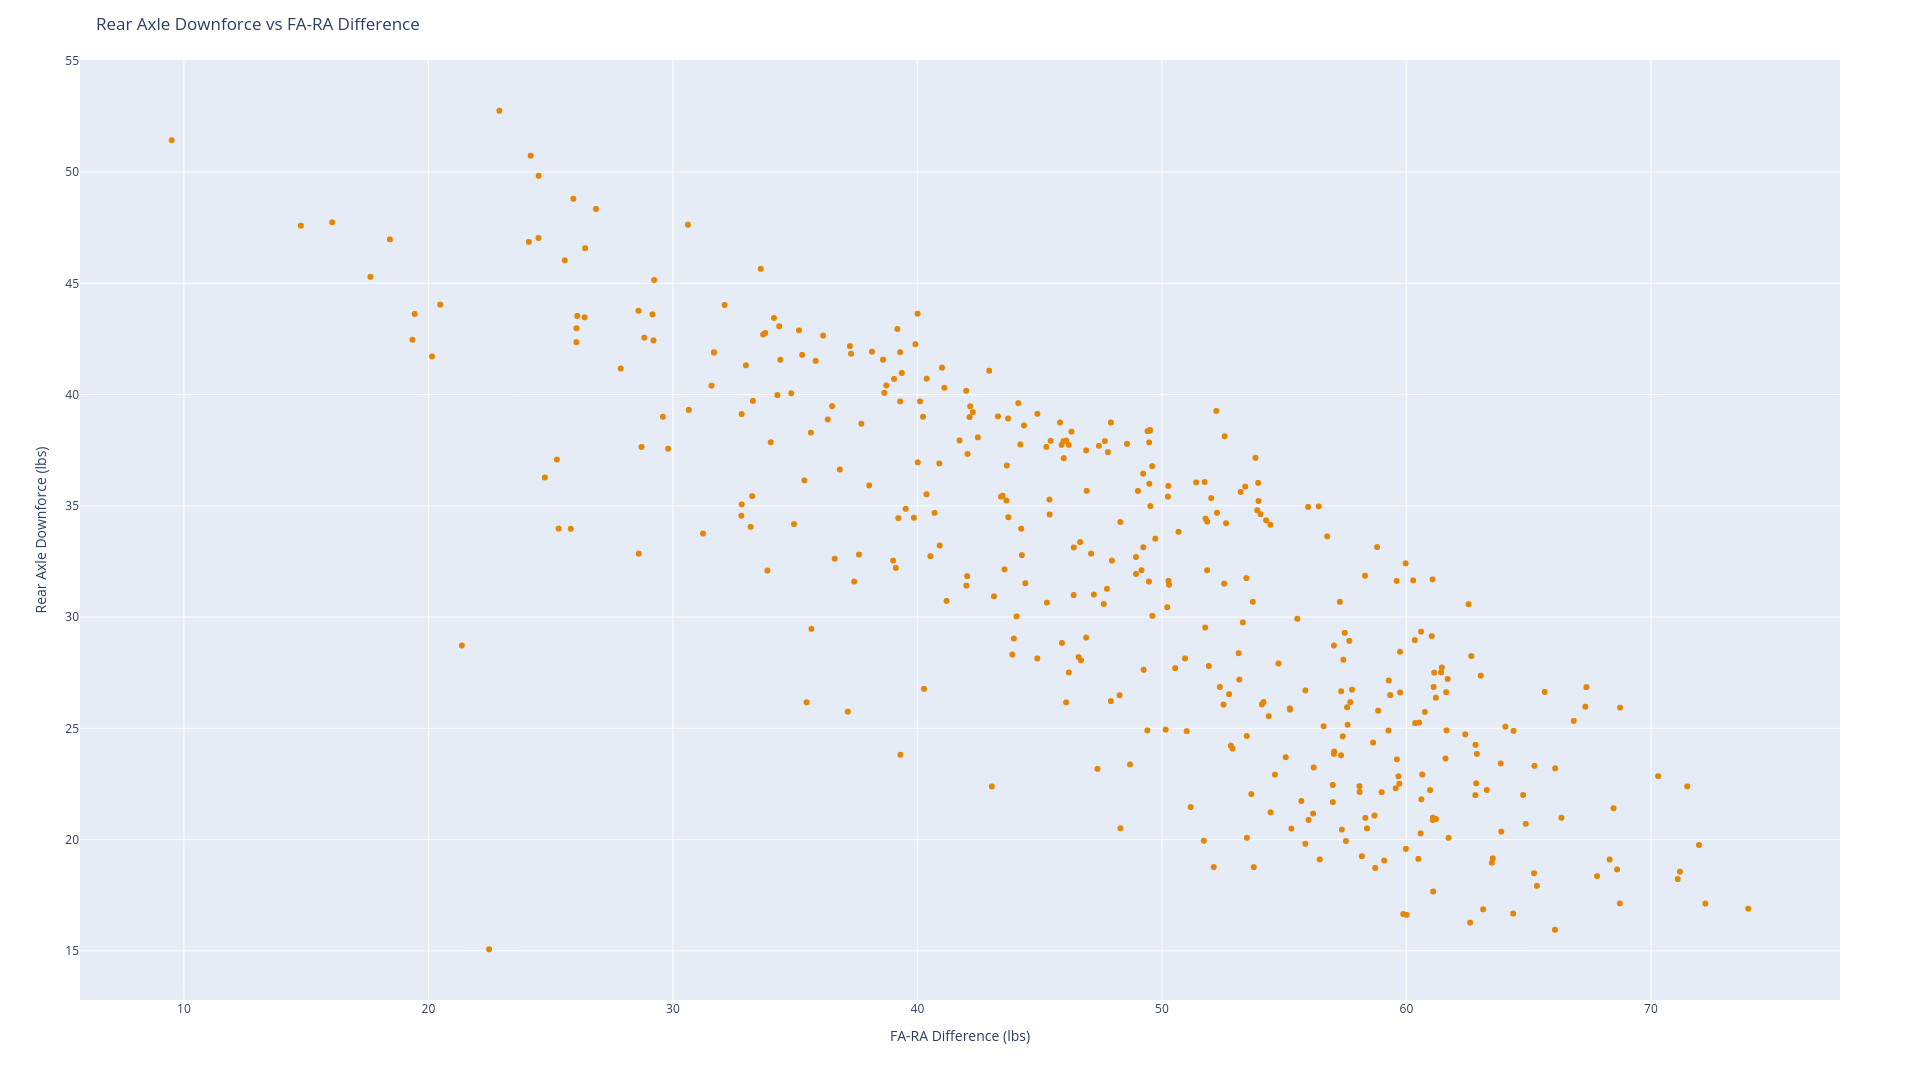 Rear Axle Downforce vs FA-RA Difference
55
50
45
40
35
30
25
20
15
Rear Axle Downforce (lbs)
10 20 30 40 50 60 70
FA-RA Difference (lbs)